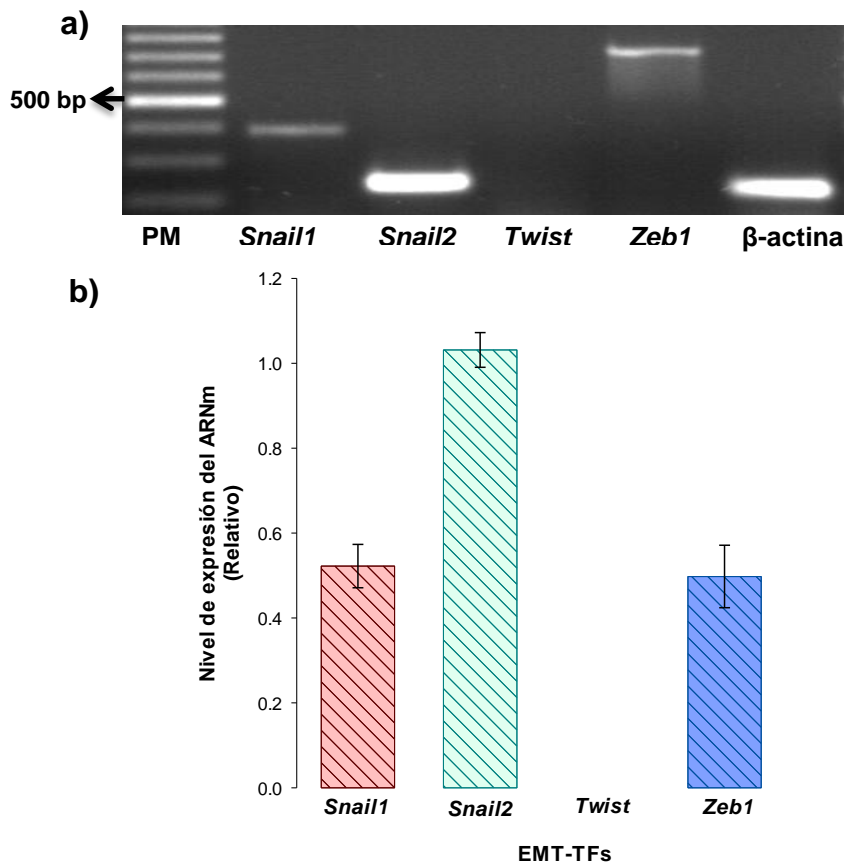 a)
500 bp
PM Snail1 Snail2 Twist Zeb1 β-actina
b)
Nivel de expresión del ARNm
(Relativo)
1.2
1.0
0.8
0.6
0.4
0.2
0.0
Snail1 Snail2 Twist Zeb1
EMT-TFs